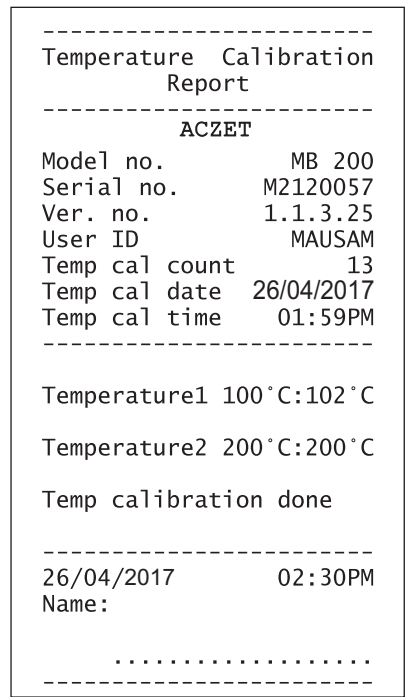 ------------------------
Temperature Calibration
Report
------------------------
ACZET
Model no. MB 200
Serial no. M2120057
Ver. no. 1.1.3.25
User ID MAUSAM
Temp cal count 13
Temp cal date 26/04/2017
Temp cal time 01:59PM
------------------------
Temperature1 100°C:102°C
Temperature2 200°C:200°C
Temp calibration done
------------------------
26/04/2017 02:30PM
Name:
...................
------------------------